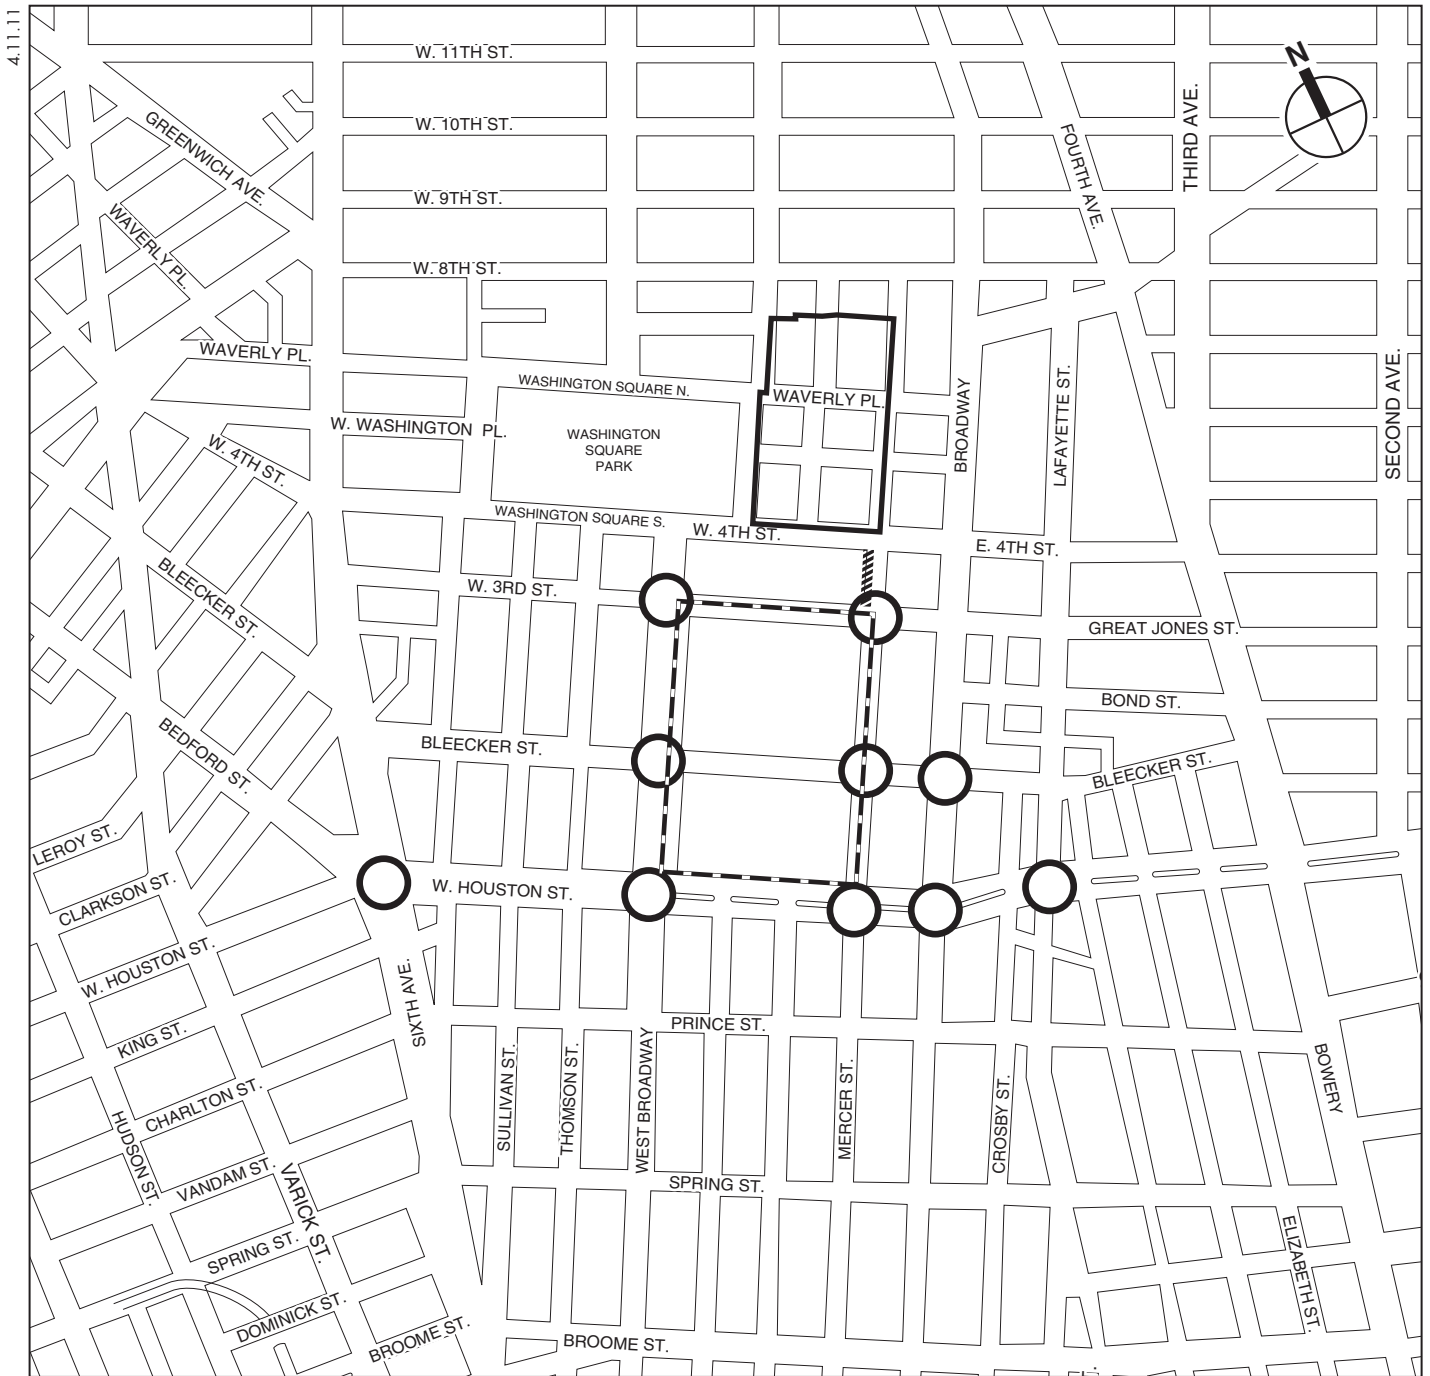 4.11.11
W. 11TH ST.
N
THIRD AVE.
GREENWICH AVE.
W. 10TH ST.
FOURTH AVE.
W. 9TH ST.
WAVERLY PL.
W. 8TH ST.
WAVERLY PL.
WASHINGTON SQUARE N.
WAVERLY PL.
BROADWAY
LAFAYETTE ST.
SECOND AVE.
W. WASHINGTON PL.
WASHINGTON
SQUARE
PARK
W. 4TH ST.
WASHINGTON SQUARE S.
W. 4TH ST.
E. 4TH ST.
BLEECKER ST.
W. 3RD ST.
GREAT JONES ST.
BOND ST.
BEDFORD ST.
BLEECKER ST.
BLEECKER ST.
LEROY ST.
CLARKSON ST.
W. HOUSTON ST.
W. HOUSTON ST.
SIXTH AVE.
KING ST.
PRINCE ST.
SULLIVAN ST.
THOMSON ST.
WEST BROADWAY
MERCER ST.
CROSBY ST.
BOWERY
CHARLTON ST.
HUDSON ST.
VANDAM ST.
VARICK ST.
SPRING ST.
SPRING ST.
ELIZABETH ST.
DOMINICK ST.
BROOME ST.
BROOME ST.